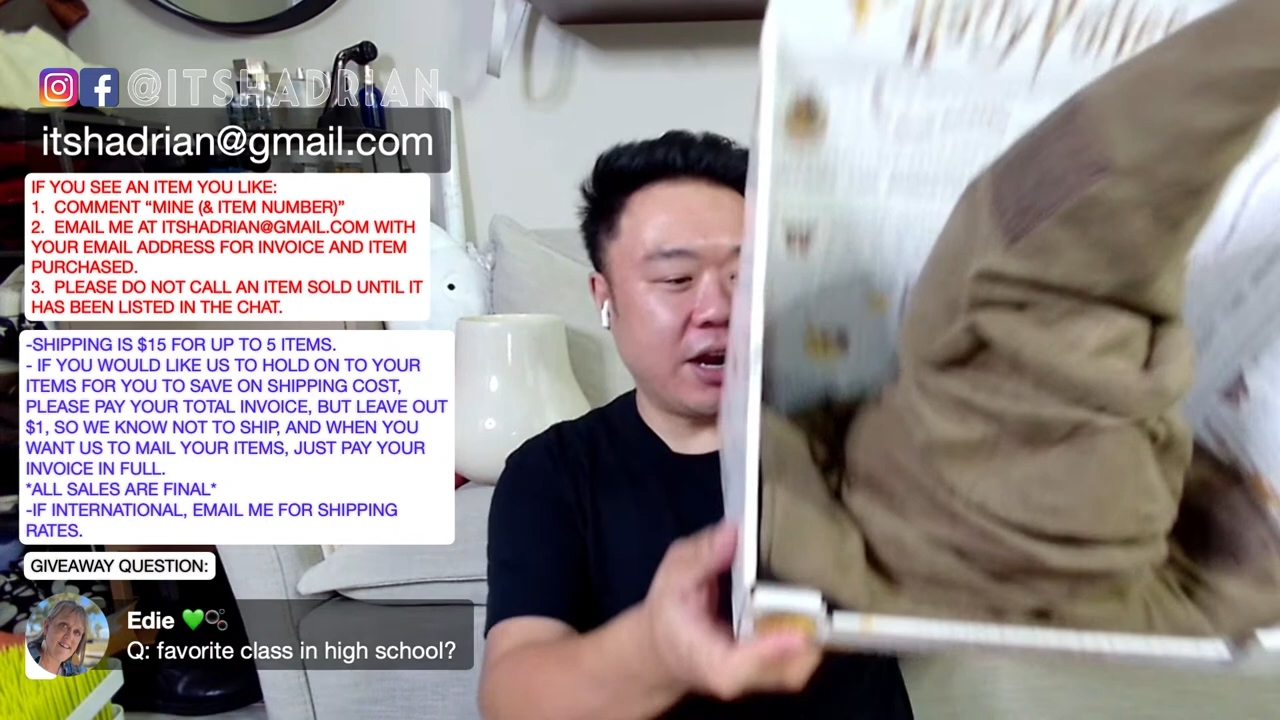 @ITSHADRIAN
itshadrian@gmail.com
IF YOU SEE AN ITEM YOU LIKE:
1. COMMENT “MINE (& ITEM NUMBER)”
2. EMAIL ME AT ITSHADRIAN@GMAIL.COM WITH
YOUR EMAIL ADDRESS FOR INVOICE AND ITEM
PURCHASED.
3. PLEASE DO NOT CALL AN ITEM SOLD UNTIL IT
HAS BEEN LISTED IN THE CHAT.
-SHIPPING IS $15 FOR UP TO 5 ITEMS.
- IF YOU WOULD LIKE US TO HOLD ON TO YOUR
ITEMS FOR YOU TO SAVE ON SHIPPING COST,
PLEASE PAY YOUR TOTAL INVOICE, BUT LEAVE OUT
$1, SO WE KNOW NOT TO SHIP, AND WHEN YOU
WANT US TO MAIL YOUR ITEMS, JUST PAY YOUR
INVOICE IN FULL.
*ALL SALES ARE FINAL*
-IF INTERNATIONAL, EMAIL ME FOR SHIPPING
RATES.
GIVEAWAY QUESTION:
Edie 💚🫧
Q: favorite class in high school?